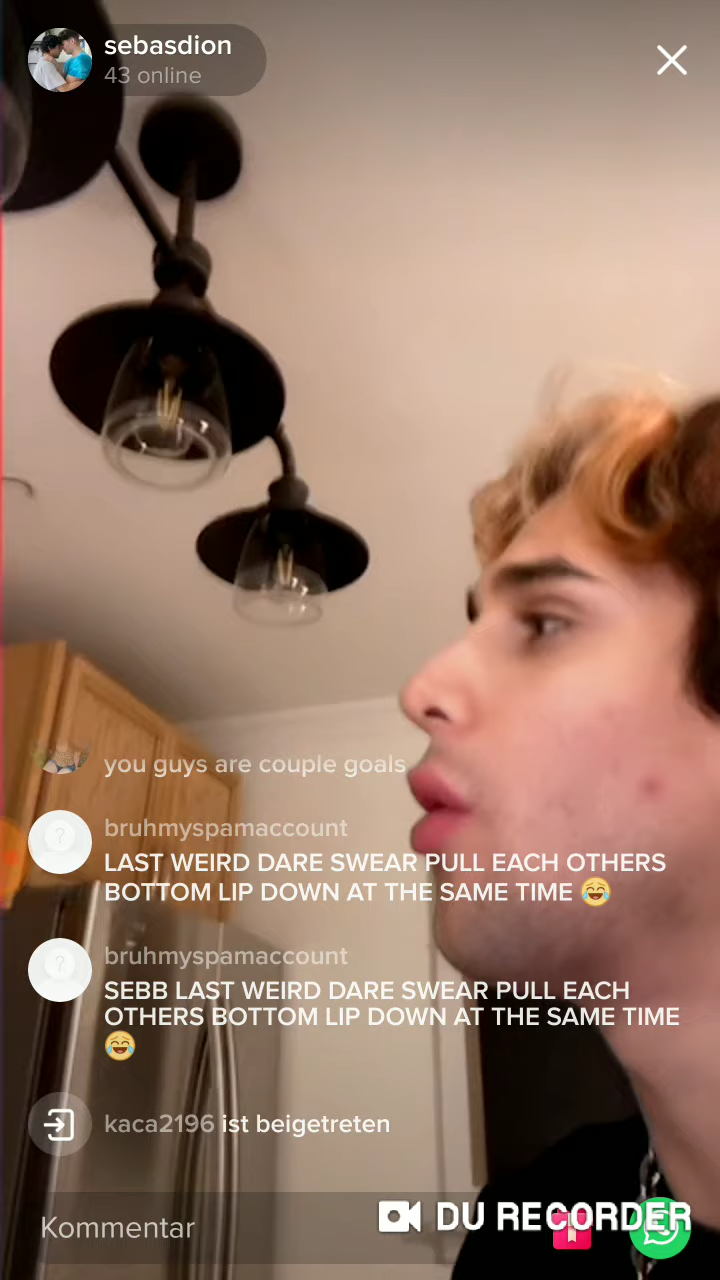 sebasdion
43 online
you guys are couple goals
bruhmyspamaccount
LAST WEIRD DARE SWEAR PULL EACH OTHERS
BOTTOM LIP DOWN AT THE SAME TIME 😂
bruhmyspamaccount
SEBB LAST WEIRD DARE SWEAR PULL EACH
OTHERS BOTTOM LIP DOWN AT THE SAME TIME
😂
kaca2196 ist beigetreten
Kommentar
DU RECORDER